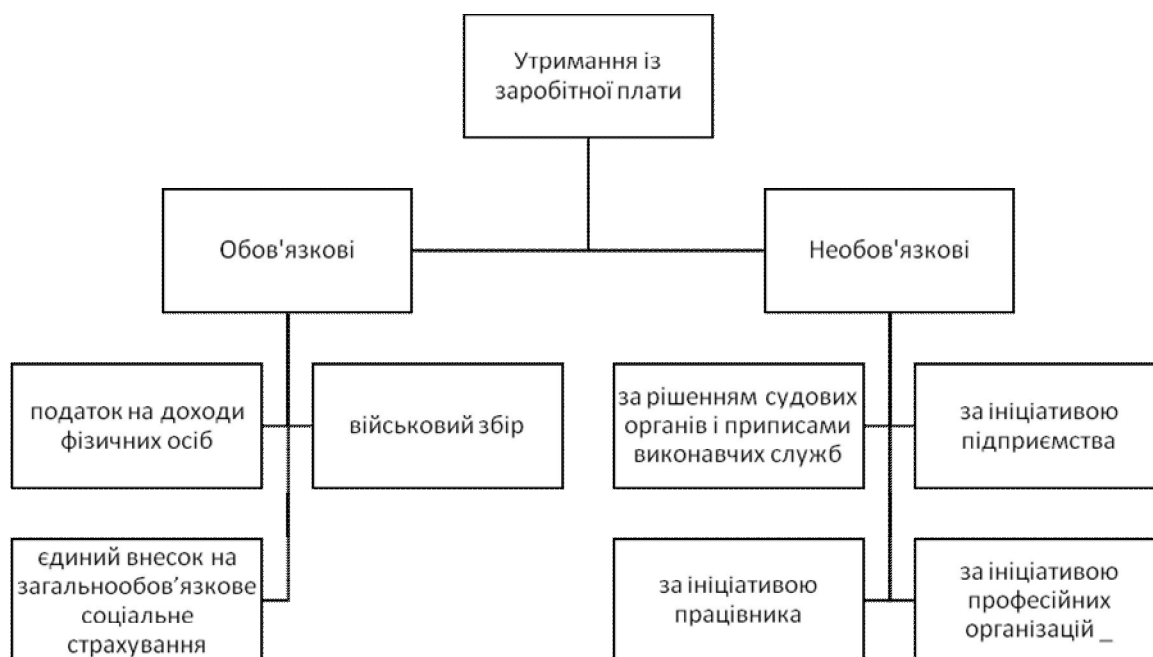 Утримання із
заробітної плати
Обов'язкові
Необов'язкові
податок на доходи
фізичних осіб
військовий збір
за рішенням судових
органів і приписами
виконавчих служб
за ініціативою
підприємства
єдиний внесок на
загальнообов’язкове
соціальне
страхування
за ініціативою
працівника
за ініціативою
професійних
організацій _